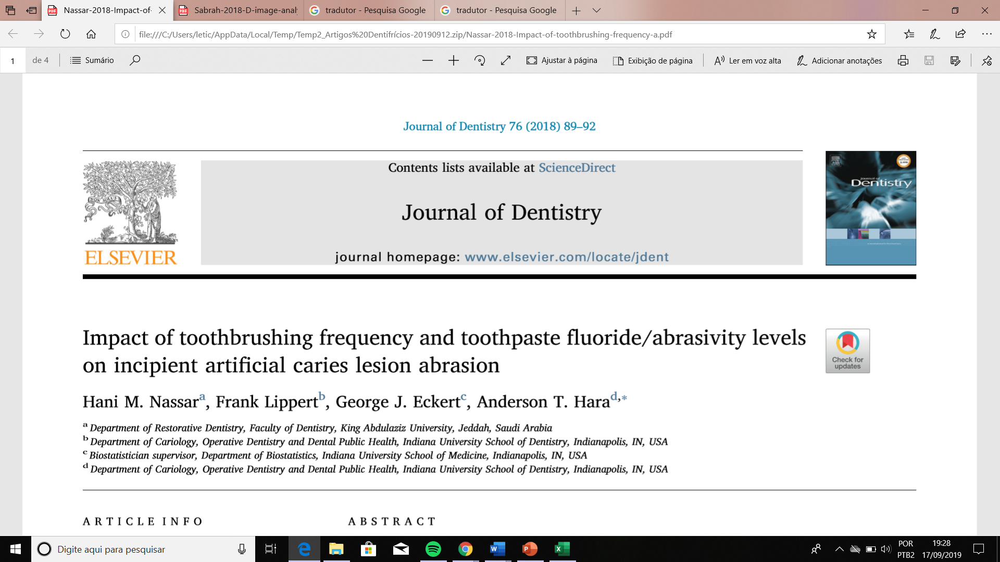 Nassar-2018-Impact-of-
Sabrah-2018-D-image-anal
tradutor - Pesquisa Google
tradutor - Pesquisa Google
file:///C:/Users/letic/AppData/Local/Temp/Temp2_Artigos%20Dentifrícios-20190912.zip/Nassar-2018-Impact-of-toothbrushing-frequency-a.pdf
1 de 4 Sumário Ajustar à página Exibição de página Ler em voz alta Adicionar anotações
Journal of Dentistry 76 (2018) 89–92
Contents lists available at ScienceDirect
Journal of Dentistry
journal homepage: www.elsevier.com/locate/jdent
NON SOLUS
ELSEVIER
Journal of
Dentistry
Impact of toothbrushing frequency and toothpaste fluoride/abrasivity levels
on incipient artificial caries lesion abrasion
Check for
updates
Hani M. Nassar a, Frank Lippert b, George J. Eckert c, Anderson T. Hara d,*
a Department of Restorative Dentistry, Faculty of Dentistry, King Abdulaziz University, Jeddah, Saudi Arabia
b Department of Cariology, Operative Dentistry and Dental Public Health, Indiana University School of Dentistry, Indianapolis, IN, USA
c Biostatistician supervisor, Department of Biostatistics, Indiana University School of Medicine, Indianapolis, IN, USA
d Department of Cariology, Operative Dentistry and Dental Public Health, Indiana University School of Dentistry, Indianapolis, IN, USA
ARTICLE INFO
ABSTRACT
Digite aqui para pesquisar
POR
PTB2
19:28
17/09/2019